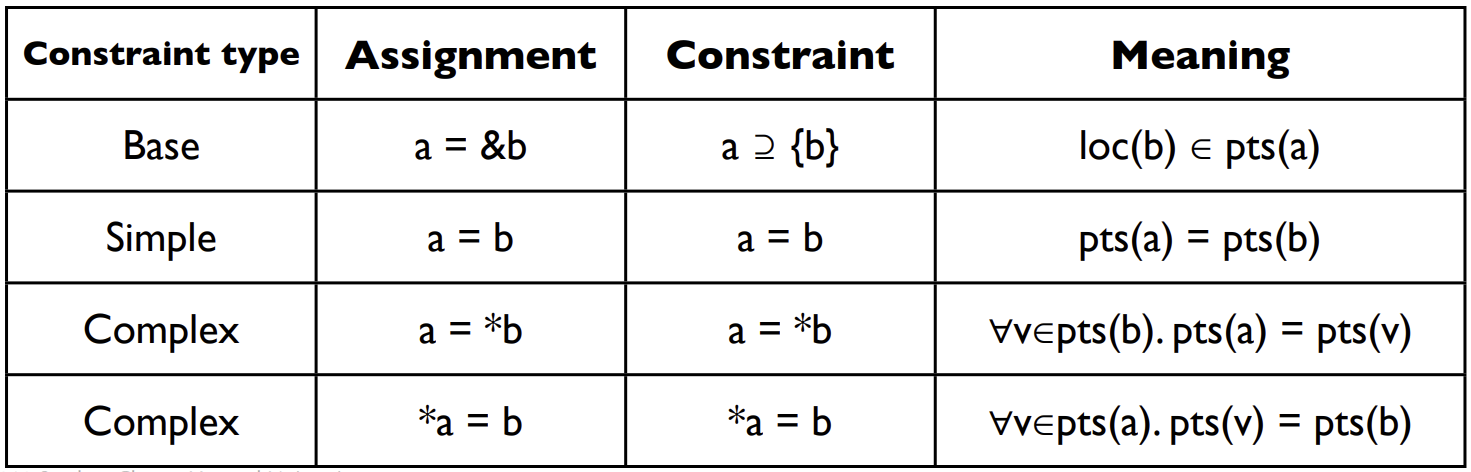 Constraint type Assignment Constraint Meaning
Base a = &b a ⊇ {b} loc(b) ∈ pts(a)
Simple a = b a = b pts(a) = pts(b)
Complex a = *b a = *b ∀v∈pts(b). pts(a) = pts(v)
Complex *a = b *a = b ∀v∈pts(a). pts(v) = pts(b)